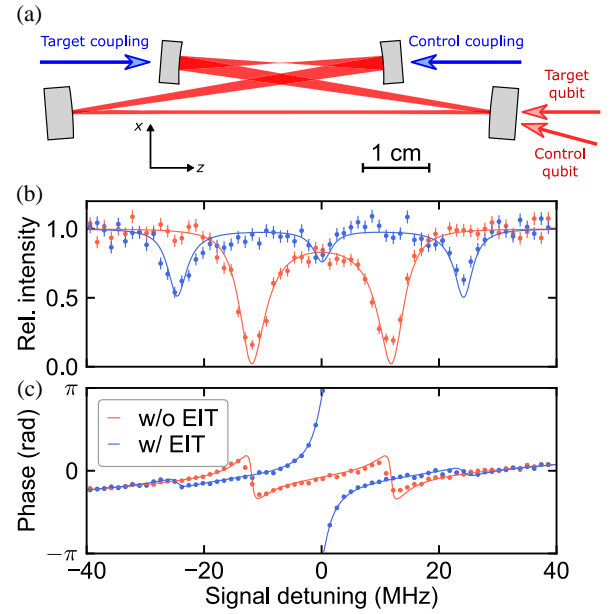 (a)
Target coupling
Control coupling
Target
qubit
Control
qubit
x
z
1 cm
(b)
Rel. intensity
1.0
0.5
0.0
(c)
Phase (rad)
π
0
−π
w/o EIT
w/ EIT
−40
−20
0
20
40
Signal detuning (MHz)